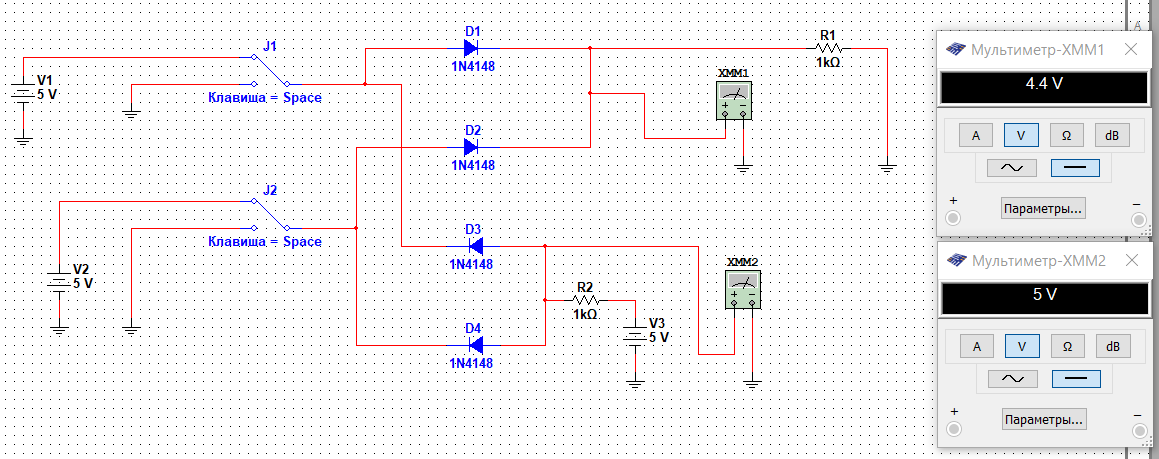 V1
5 V
J1
Клавиша = Space
D1
1N4148
D2
1N4148
R1
1kΩ
XMM1
+ −
V2
5 V
J2
Клавиша = Space
D3
1N4148
D4
1N4148
R2
1kΩ
V3
5 V
XMM2
+ −
A
Мультиметр-XMM1
4.4 V
A V Ω dB
Параметры...
+ −
Мультиметр-XMM2
5 V
A V Ω dB
Параметры...
+ −